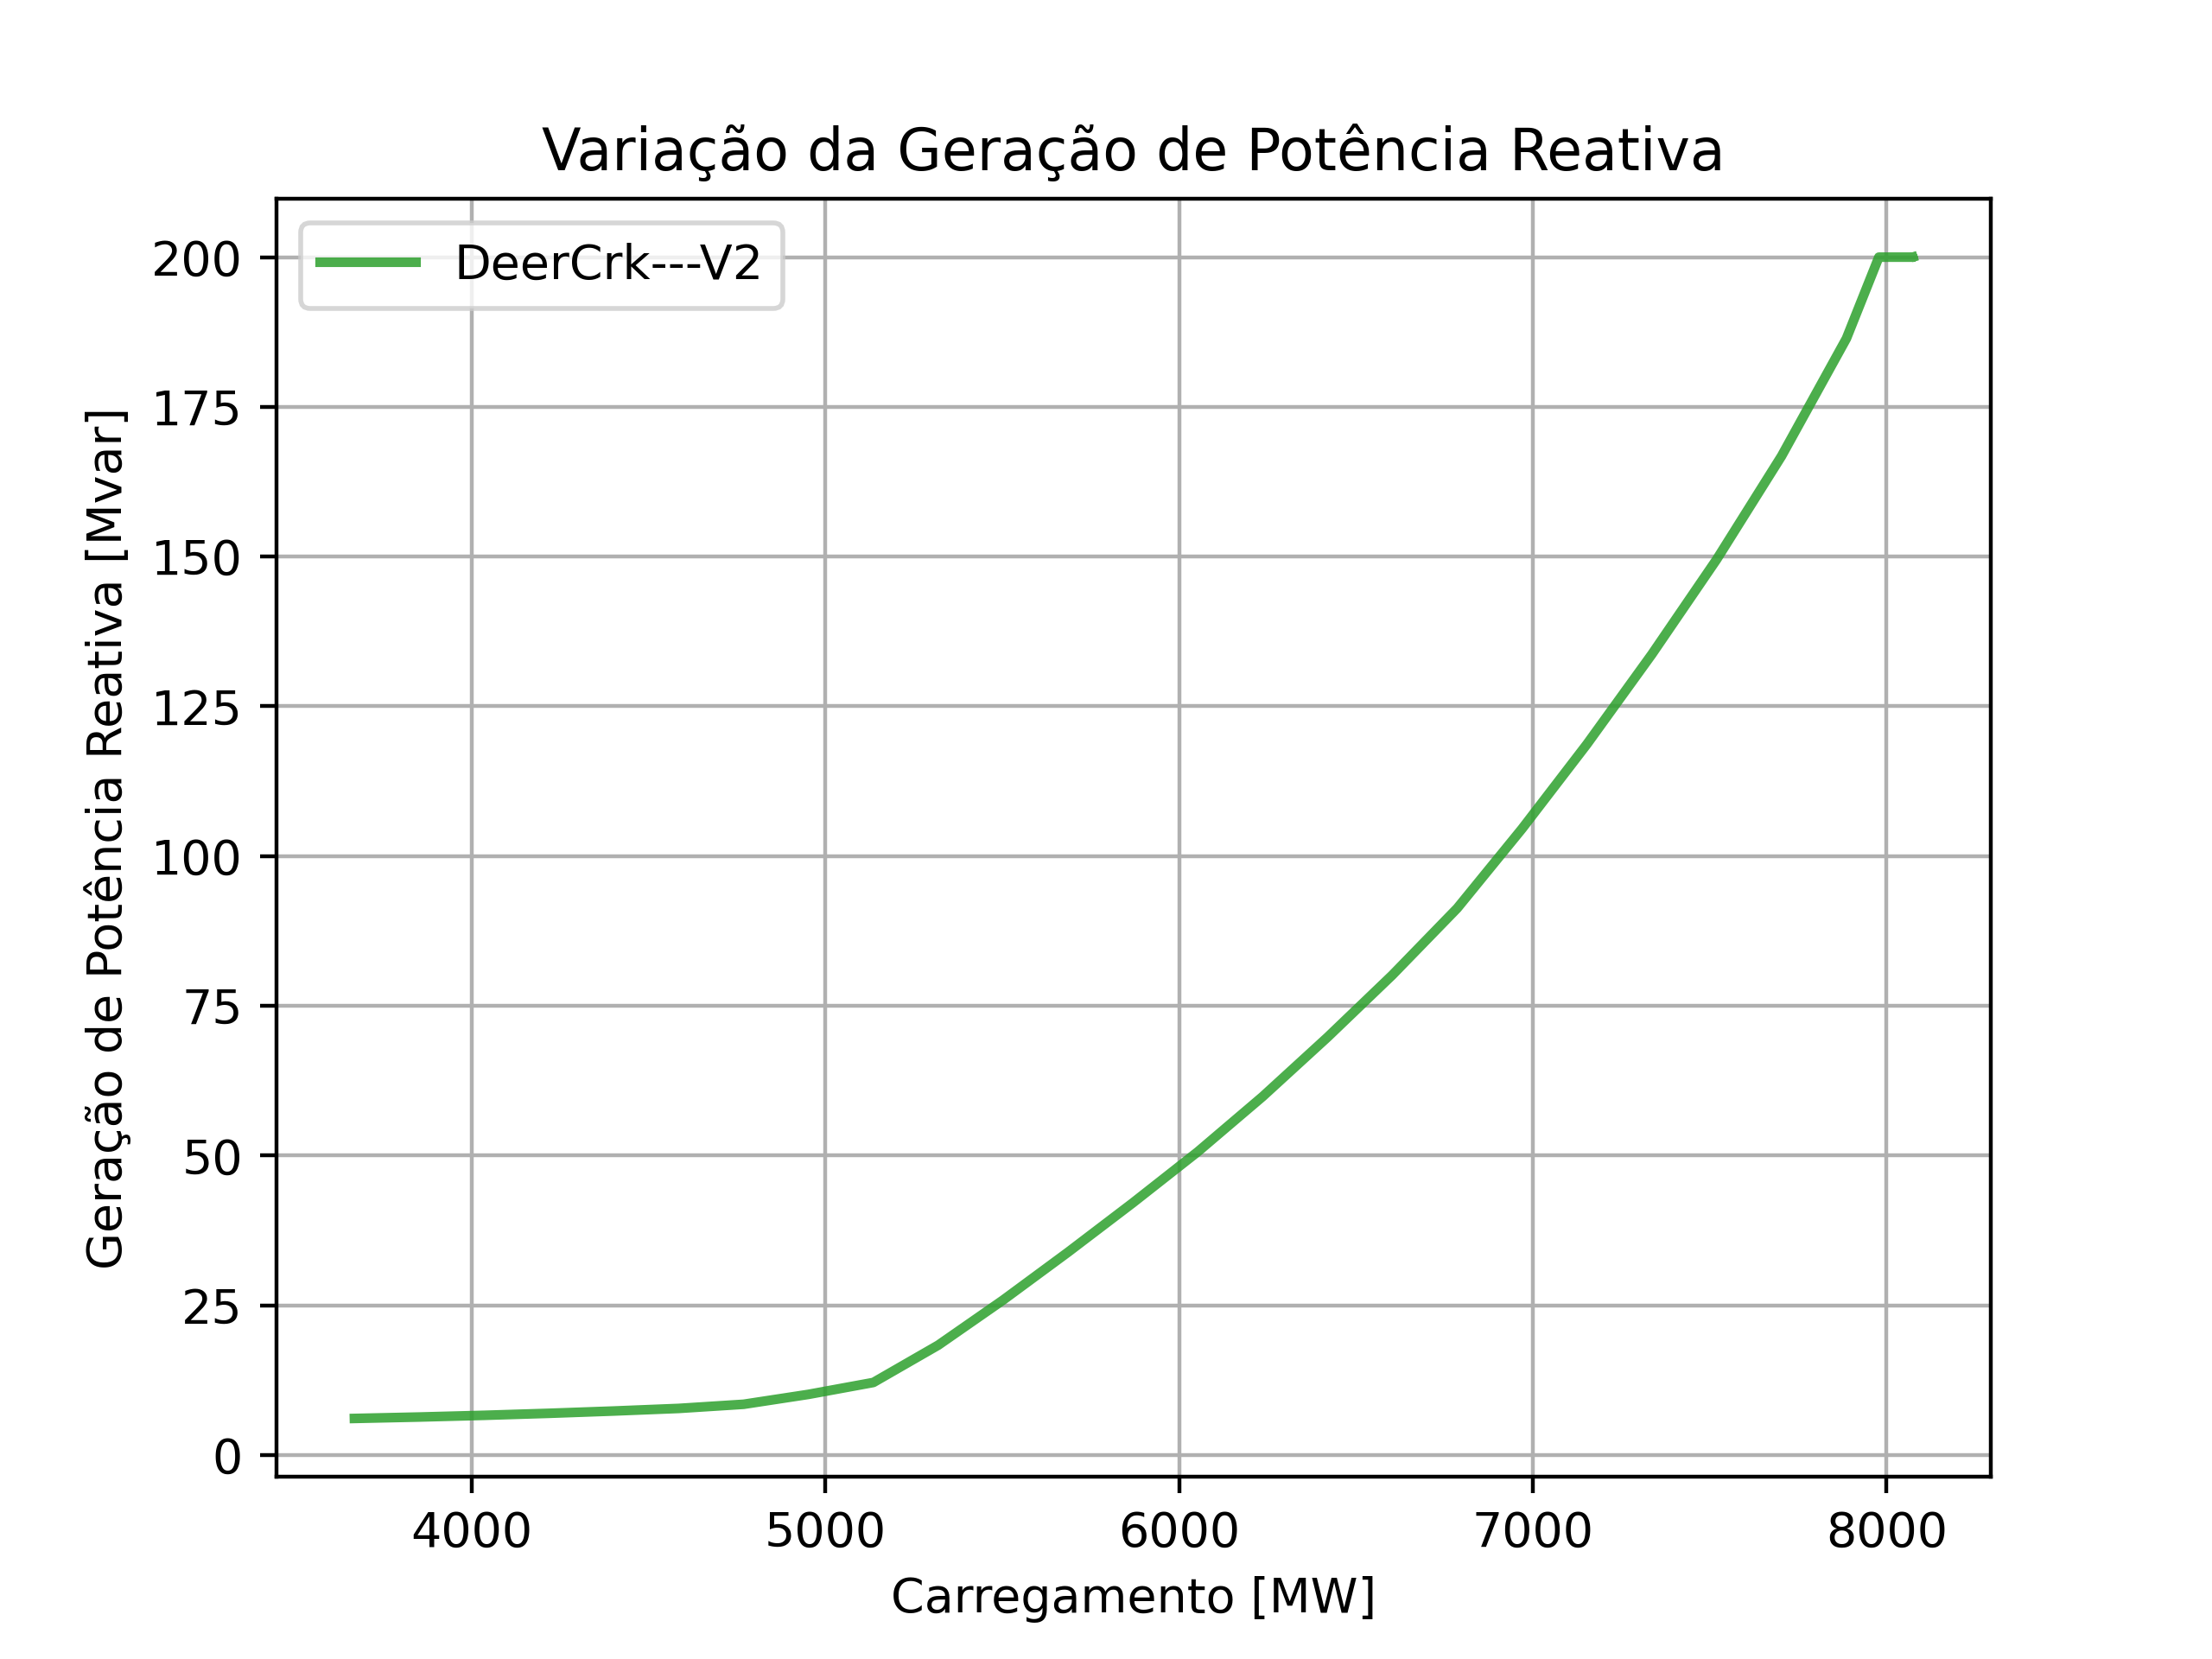 Variação da Geração de Potência Reativa
DeerCrk---V2
200
175
150
125
100
75
50
25
0
Geração de Potência Reativa [Mvar]
4000 5000 6000 7000 8000
Carregamento [MW]